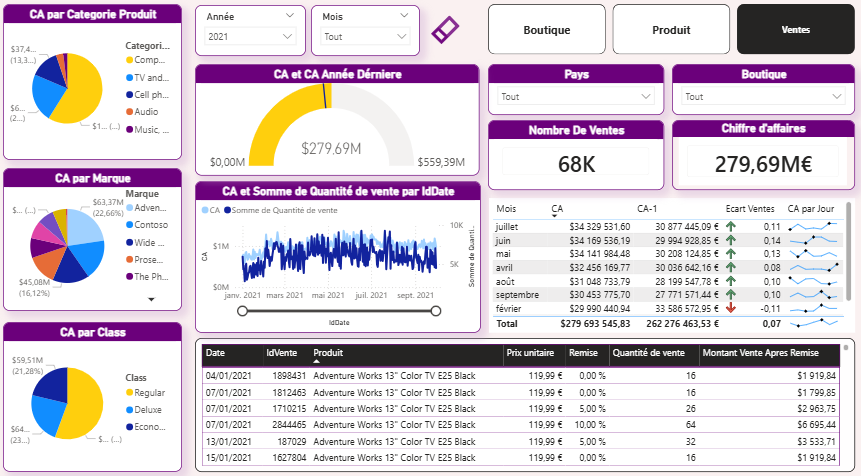 CA par Categorie Produit
$37,4...
(13,3...)
$6...
(2...)
$1... (...)
Categori...
Comp...
TV and...
Cell ph...
Audio
Music, ...
CA par Marque
$63,37M
(22,66%)
$... (...)
$45,08M
(16,12%)
Marque
Adven...
Contoso
Wide ...
Prose...
The Ph...
CA par Class
$59,51M
(21,28%)
$64...
(23...)
$... (...)
Class
Regular
Deluxe
Econo...
Année
2021
Mois
Tout
Boutique
Produit
Ventes
CA et CA Année Dérniere
$279,69M
$0,00M
$559,39M
Pays
Tout
Boutique
Tout
Nombre De Ventes
68K
Chiffre d'affaires
279,69M€
CA et Somme de Quantité de vente par IdDate
CA Somme de Quantité de vente
CA
$1M
$0M
10K
5K
Somme de Quanti...
janv. 2021 mars 2021 mai 2021 juil. 2021 sept. 2021
IdDate
Mois CA CA-1 Ecart Ventes CA par Jour
juillet $34 329 531,60 30 877 445,09 € 0,11
juin $34 169 536,19 29 994 928,85 € 0,14
mai $34 141 984,48 30 208 124,85 € 0,13
avril $32 456 169,77 30 036 642,16 € 0,08
août $31 048 733,79 28 199 547,78 € 0,10
septembre $30 453 775,70 27 771 571,44 € 0,10
février $29 990 440,94 33 586 572,95 € -0,11
Total $279 693 545,83 262 276 463,53 € 0,07
Date IdVente Produit Prix unitaire Remise Quantité de vente Montant Vente Apres Remise
04/01/2021 1898431 Adventure Works 13" Color TV E25 Black 119,99 € 0,00 % 16 $1 919,84
07/01/2021 1812463 Adventure Works 13" Color TV E25 Black 119,99 € 0,00 % 16 $1 799,85
07/01/2021 1710215 Adventure Works 13" Color TV E25 Black 119,99 € 5,00 % 26 $2 963,75
07/01/2021 2844465 Adventure Works 13" Color TV E25 Black 119,99 € 10,00 % 64 $6 695,44
13/01/2021 187029 Adventure Works 13" Color TV E25 Black 119,99 € 5,00 % 32 $3 533,71
15/01/2021 1627804 Adventure Works 13" Color TV E25 Black 119,99 € 0,00 % 16 $1 919,84